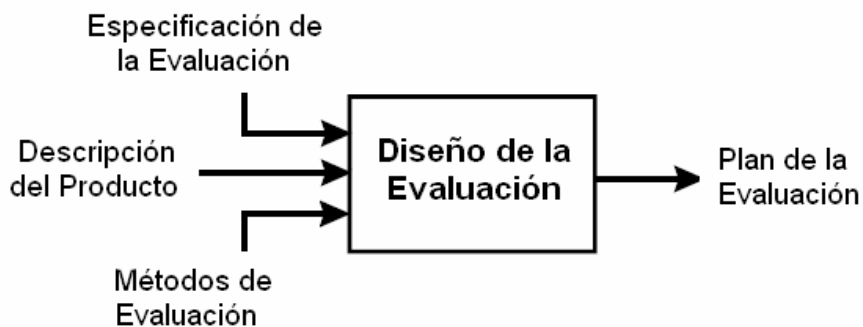 Especificación de
la Evaluación
Descripción
del Producto
Métodos de
Evaluación
Diseño de la
Evaluación
Plan de la
Evaluación